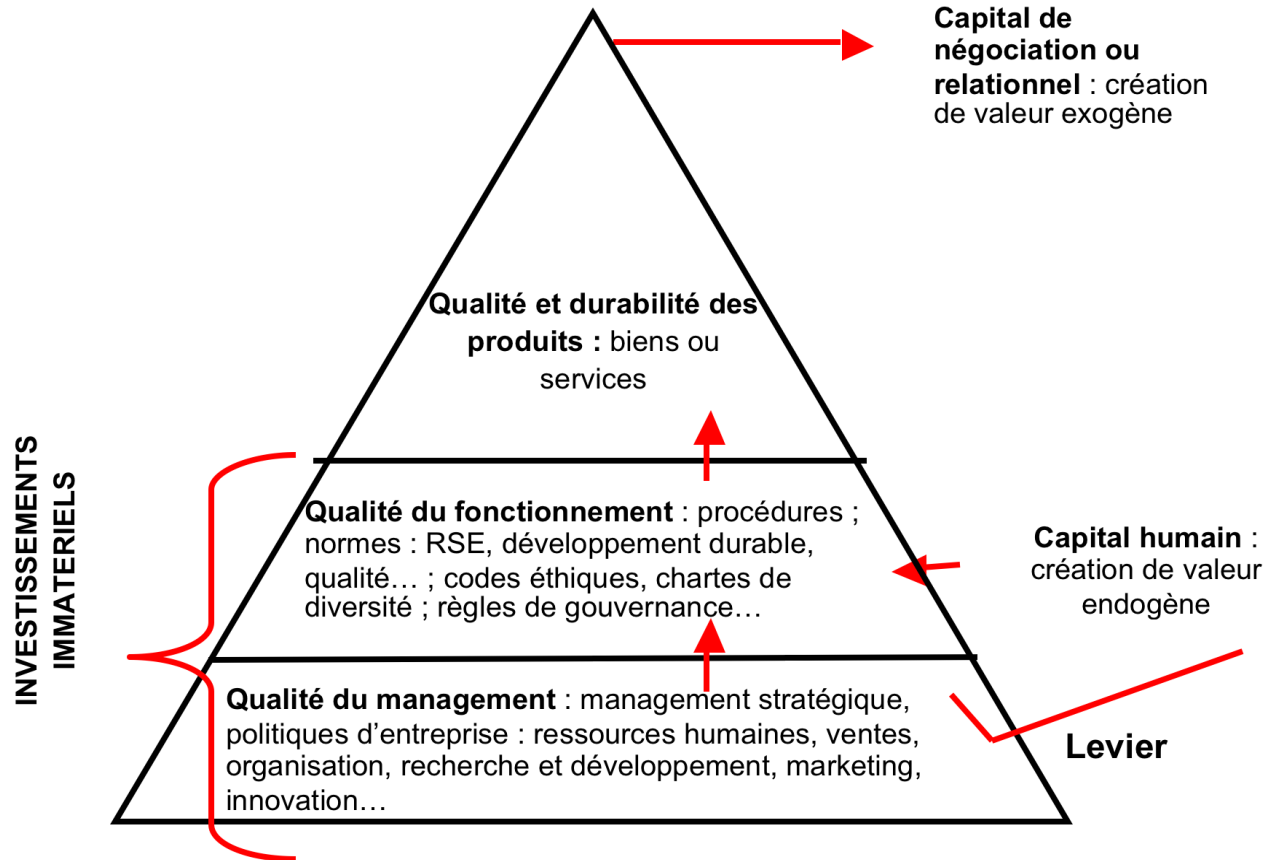 Capital de
négociation ou
relationnel : création
de valeur exogène
Qualité et durabilité des
produits : biens ou
services
INVESTISSEMENTS
IMMATERIELS
Qualité du fonctionnement : procédures ;
normes : RSE, développement durable,
qualité… ; codes éthiques, chartes de
diversité ; règles de gouvernance…
Capital humain :
création de valeur
endogène
Qualité du management : management stratégique,
politiques d’entreprise : ressources humaines, ventes,
organisation, recherche et développement, marketing,
innovation…
Levier